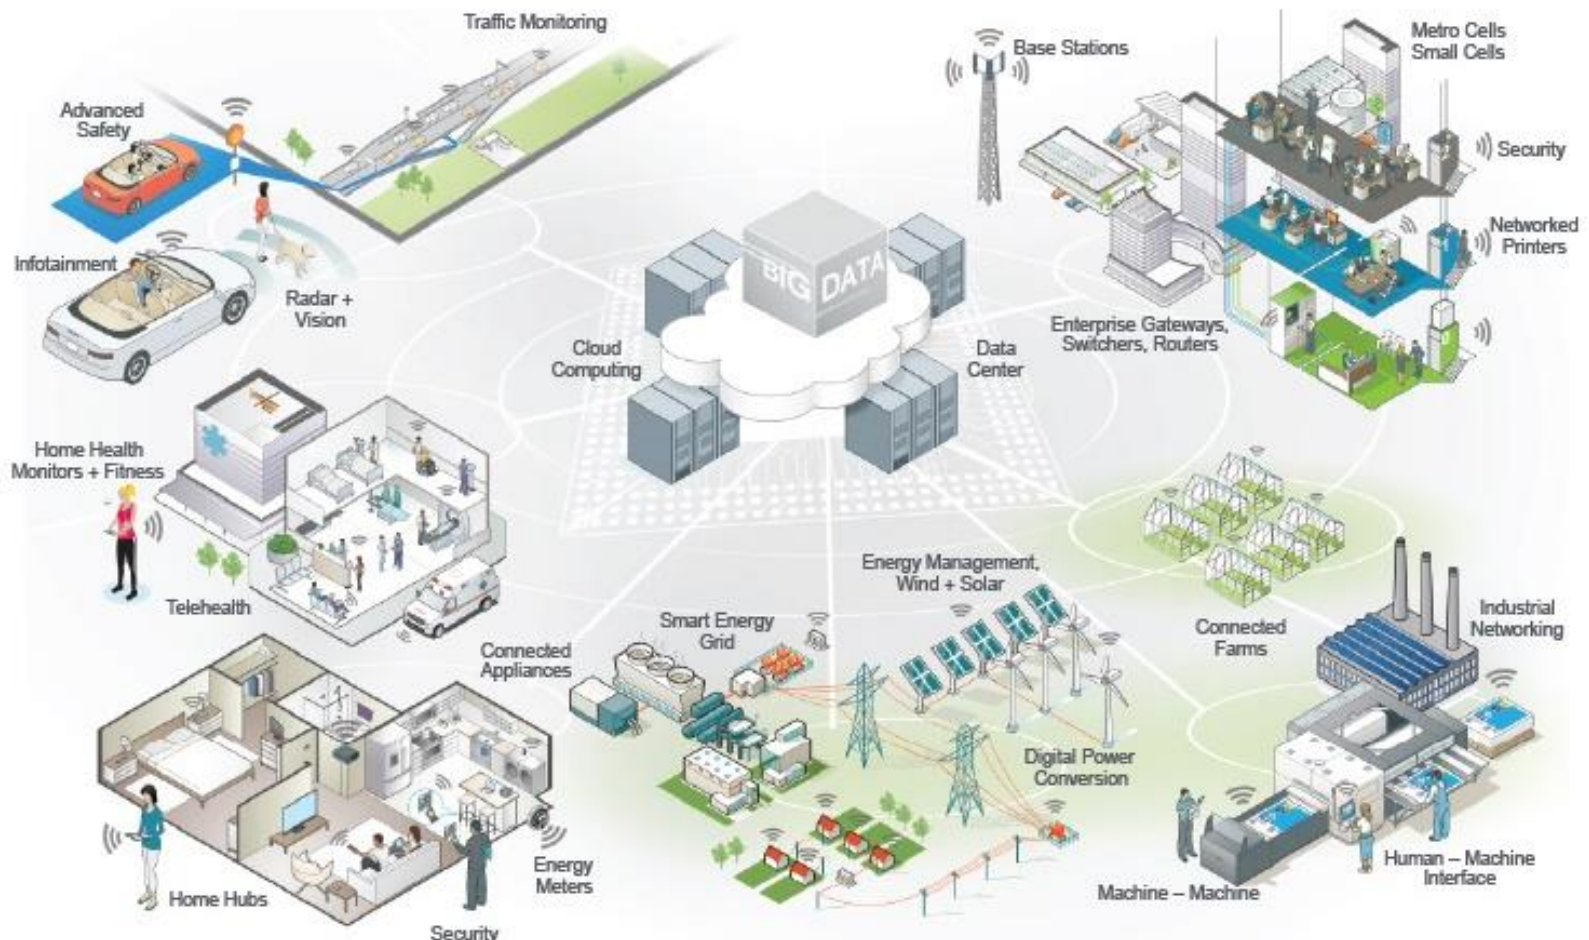 Traffic Monitoring
Advanced
Safety
Infotainment
Radar +
Vision
Base Stations
Metro Cells
Small Cells
Security
Networked
Printers
Enterprise Gateways,
Switchers, Routers
BIG DATA
Cloud
Computing
Data
Center
Home Health
Monitors + Fitness
Telehealth
Connected
Appliances
Smart Energy
Grid
Energy Management,
Wind + Solar
Digital Power
Conversion
Connected
Farms
Industrial
Networking
Home Hubs
Security
Energy
Meters
Machine – Machine
Human – Machine
Interface